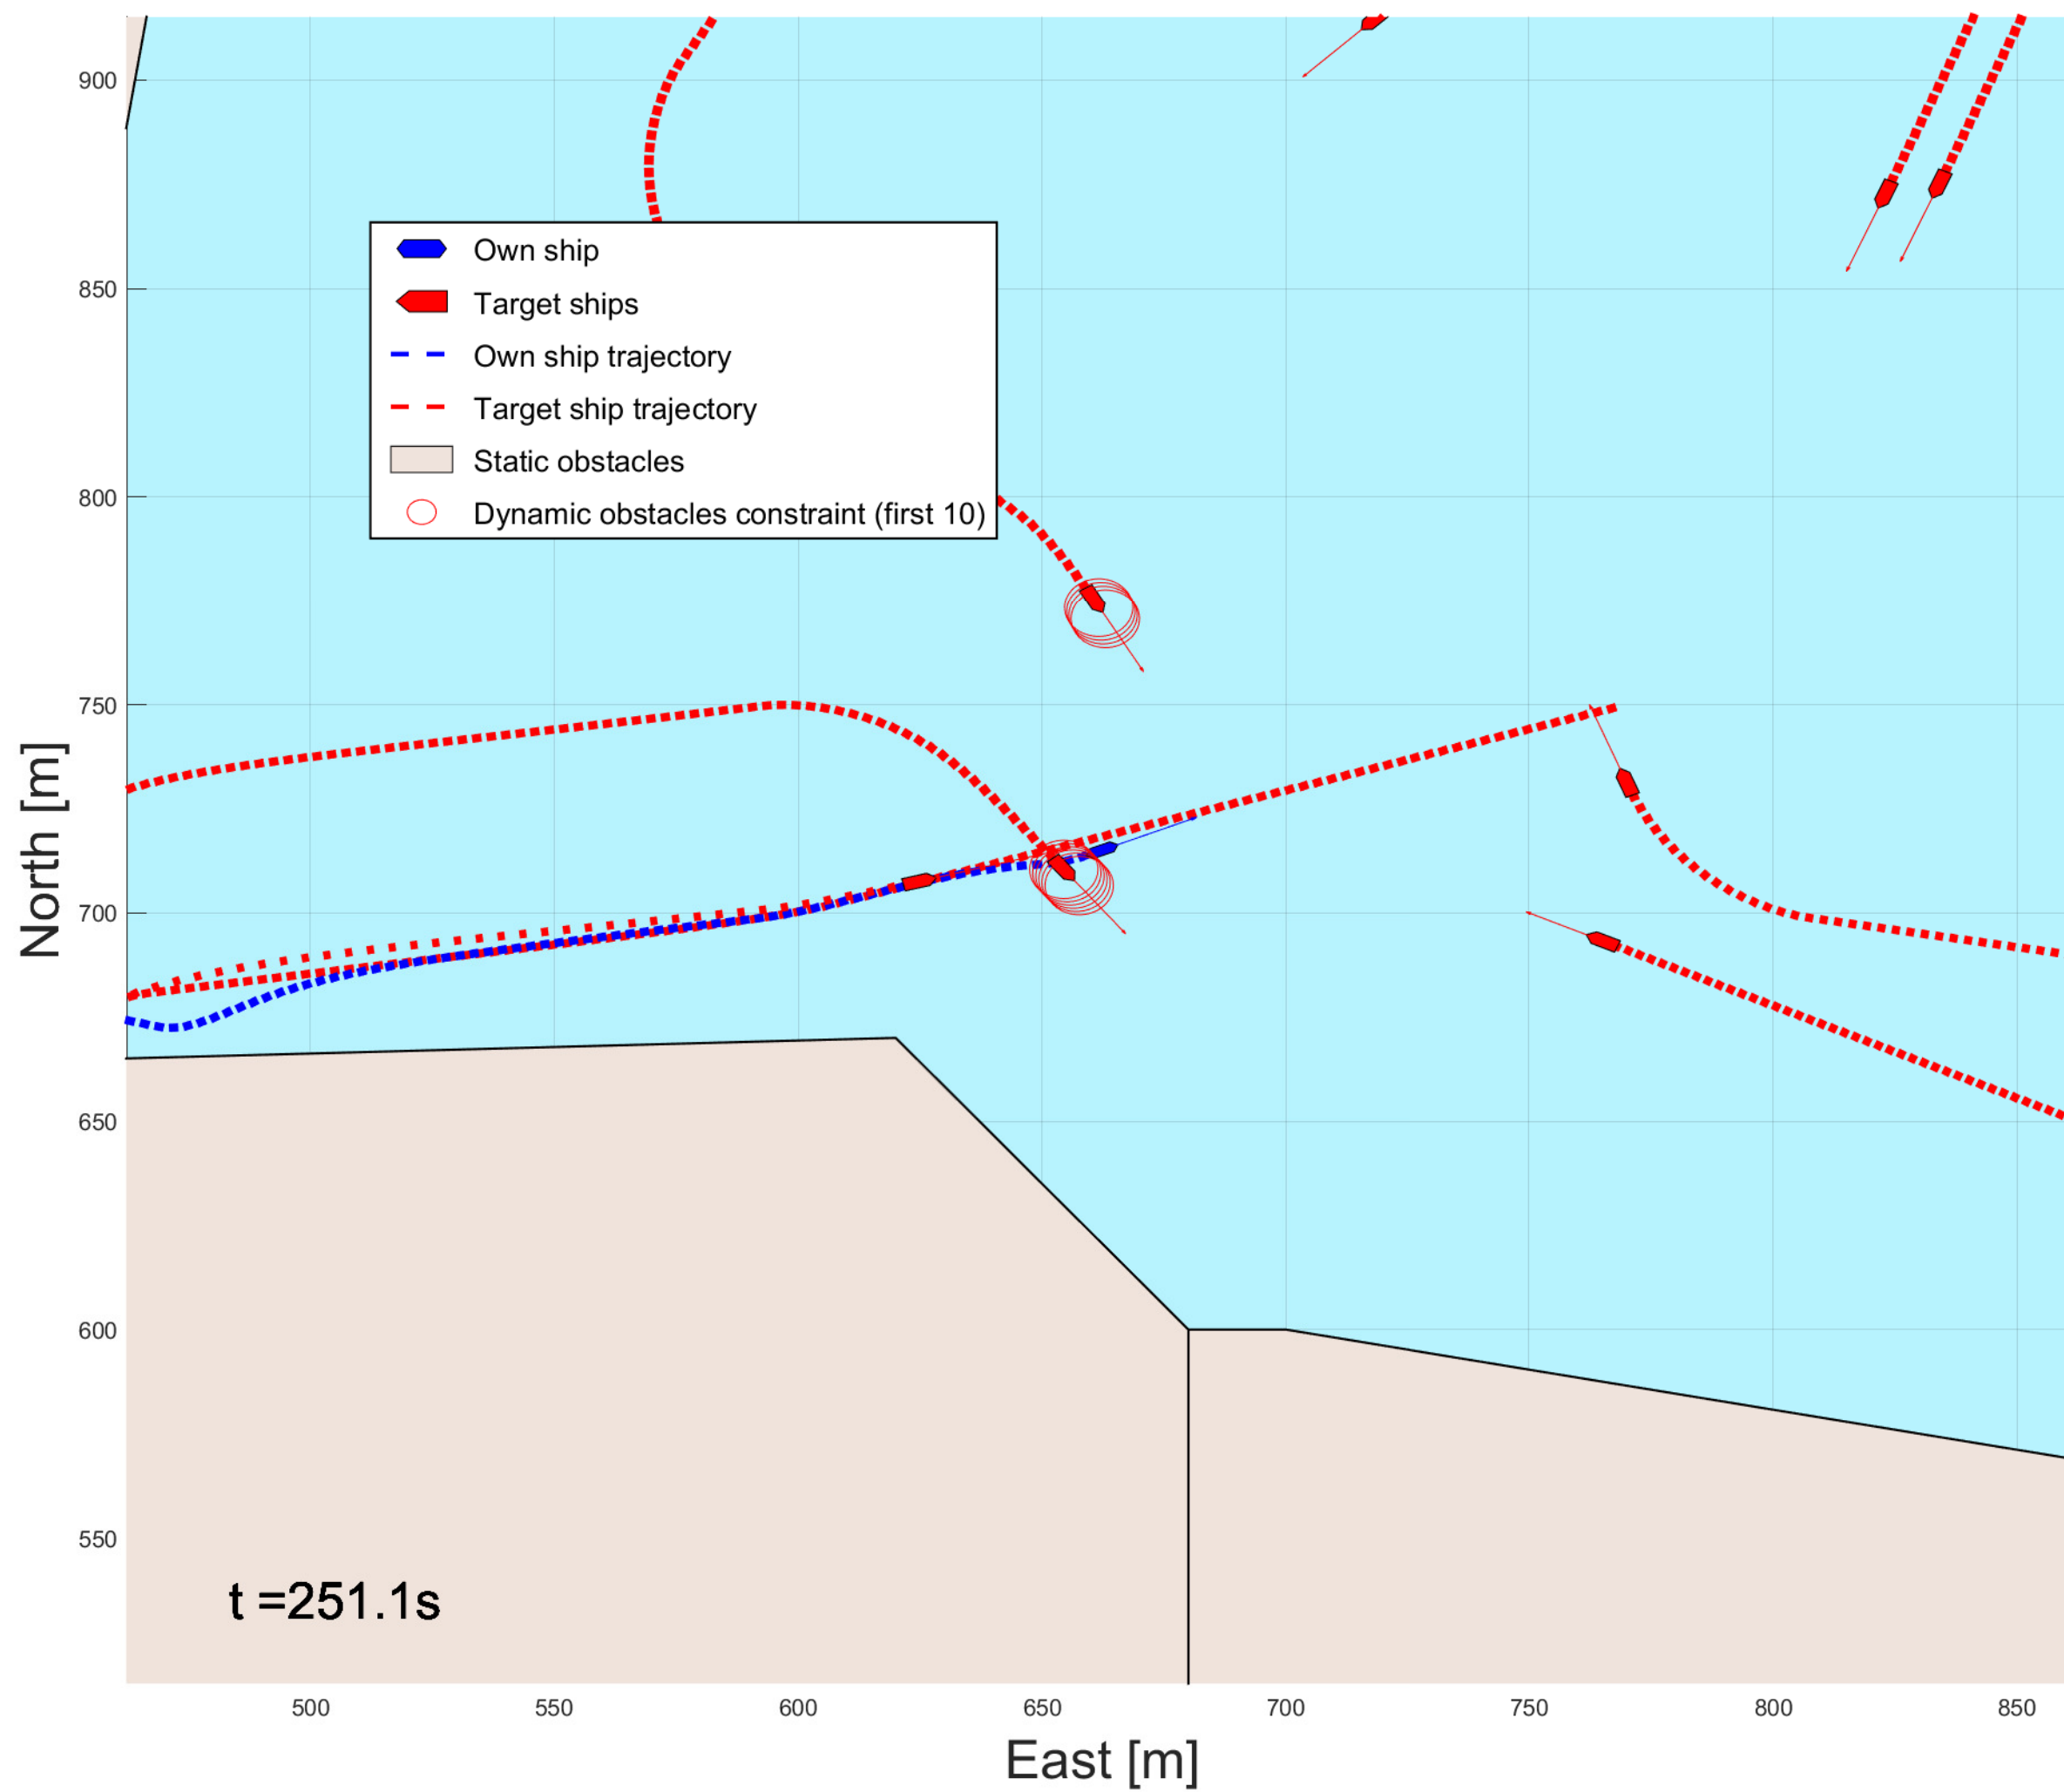 900
850
800
750
700
650
600
550
North [m]
Own ship
Target ships
Own ship trajectory
Target ship trajectory
Static obstacles
Dynamic obstacles constraint (first 10)
t =251.1s
500 550 600 650 700 750 800 850
East [m]